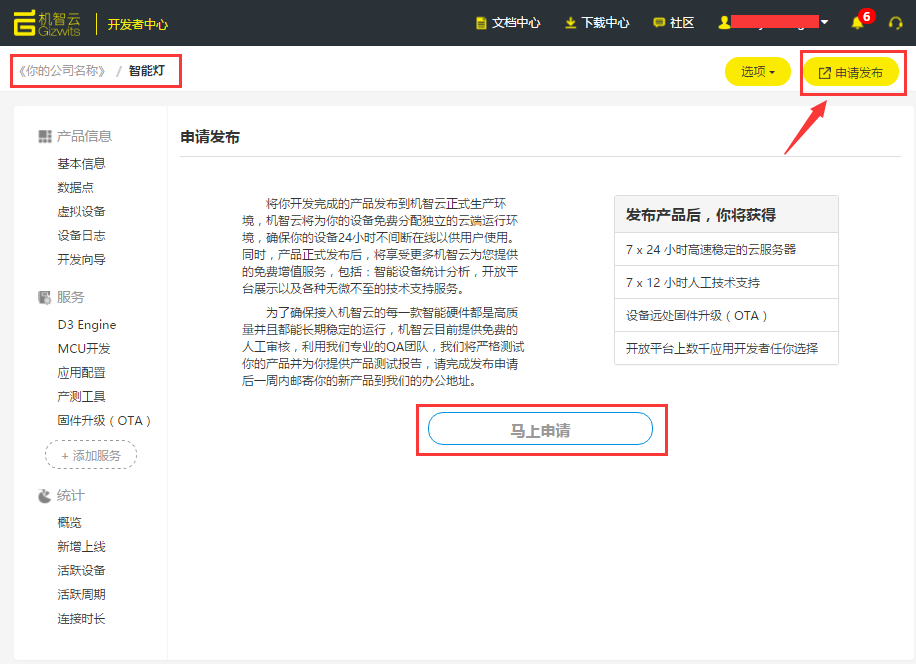 机智云
Gizwits
开发者中心
文档中心
下载中心
社区
6
《你的公司名称》 / 智能灯
选项
申请发布
产品信息
基本信息
数据点
虚拟设备
设备日志
开发向导
服务
D3 Engine
MCU开发
应用配置
产测工具
固件升级（OTA）
+ 添加服务
统计
概览
新增上线
活跃设备
活跃周期
连接时长
申请发布
将你开发完成的产品发布到机智云正式生产环
境，机智云将为你的设备免费分配独立的云端运行环
境，确保你的设备24小时不间断在线以供用户使用。
同时，产品正式发布后，将享受更多机智云为您提供
的免费增值服务，包括：智能设备统计分析，开放平
台展示以及各种无微不至的技术支持服务。
为了确保接入机智云的每一款智能硬件都是高质
量并且都能长期稳定的运行，机智云目前提供免费的
人工审核，利用我们专业的QA团队，我们将严格测试
你的产品并为你提供产品测试报告，请完成发布申请
后一周内邮寄你的新产品到我们的办公地址。
发布产品后，你将获得
7 x 24 小时高速稳定的云服务器
7 x 12 小时人工技术支持
设备远处固件升级（OTA）
开放平台上数千应用开发者任你选择
马上申请